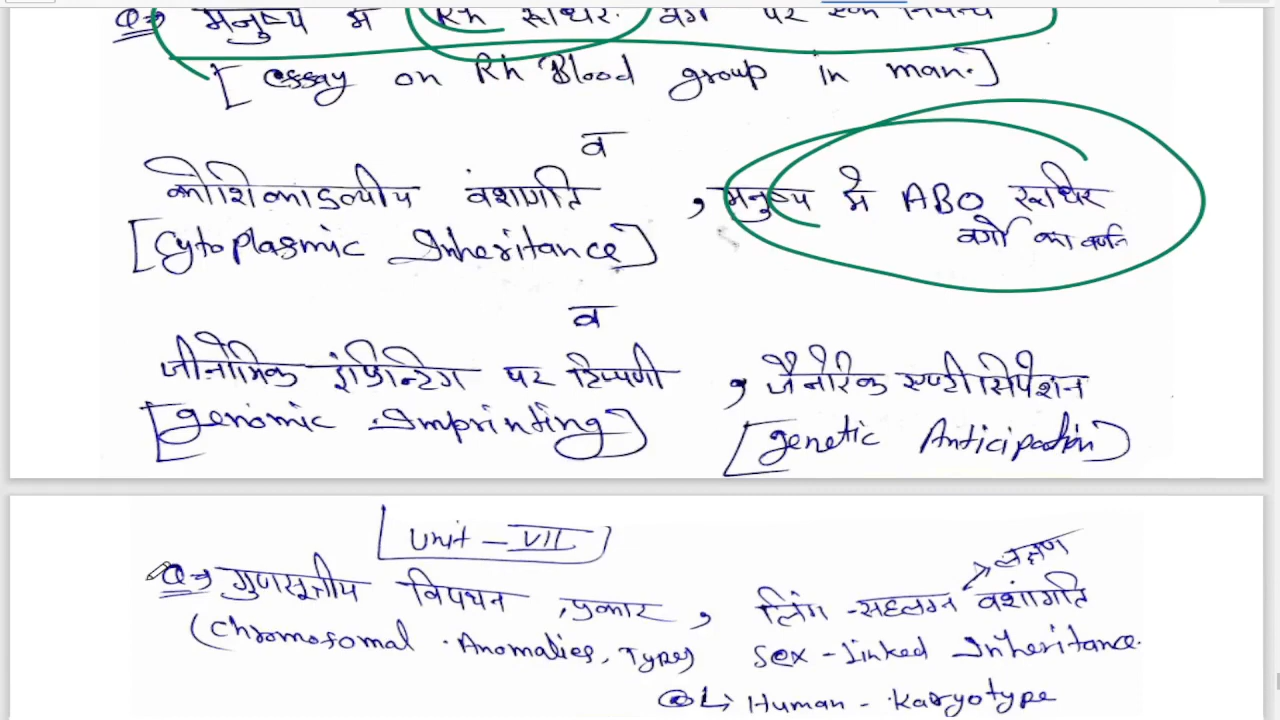 Q⇒ मनुष्य में Rh रूधिर वर्ग पर एक निबन्ध
[essay on Rh Blood group in man.]
व
कोशिकाद्रव्यीय वंशागति , मनुष्य में ABO रूधिर
वर्गो का वर्णन
[Cytoplasmic Inheritance]
व
जीनोमिक इंप्रिन्टिंग पर टिप्पणी , जैनेटिक एण्टीसिपेशन
[genomic Imprinting] [genetic Anticipation]
Unit - VII
Q⇒ गुणसूत्रीय विपथन , प्रकार , लिंग-सहलग्न वंशागति → लक्षण
(Chromosomal Anomalies, Types) Sex-linked Inheritance.
Human - Karyotype